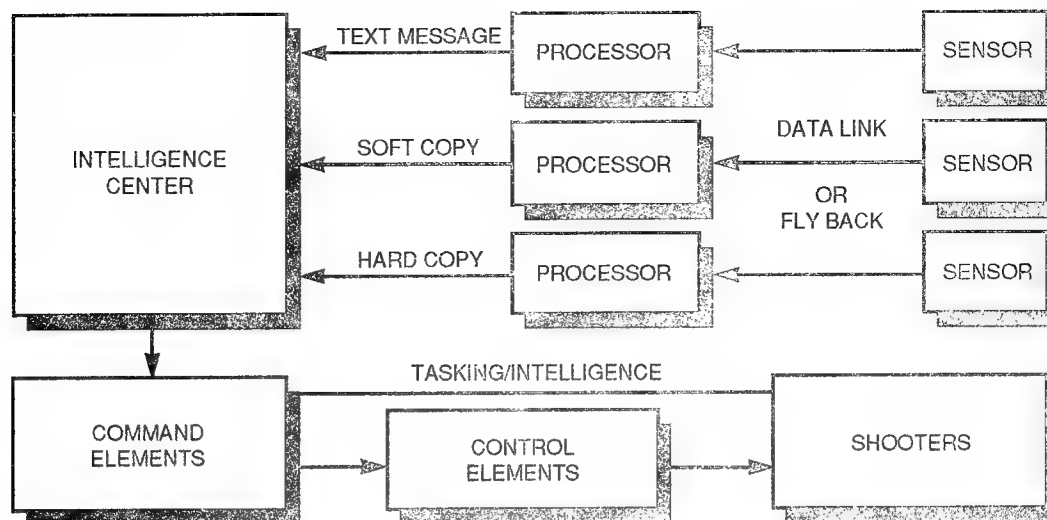 TEXT MESSAGE
PROCESSOR
SENSOR
INTELLIGENCE
CENTER
SOFT COPY
PROCESSOR
DATA LINK
OR
FLY BACK
SENSOR
HARD COPY
PROCESSOR
SENSOR
TASKING/INTELLIGENCE
COMMAND
ELEMENTS
CONTROL
ELEMENTS
SHOOTERS